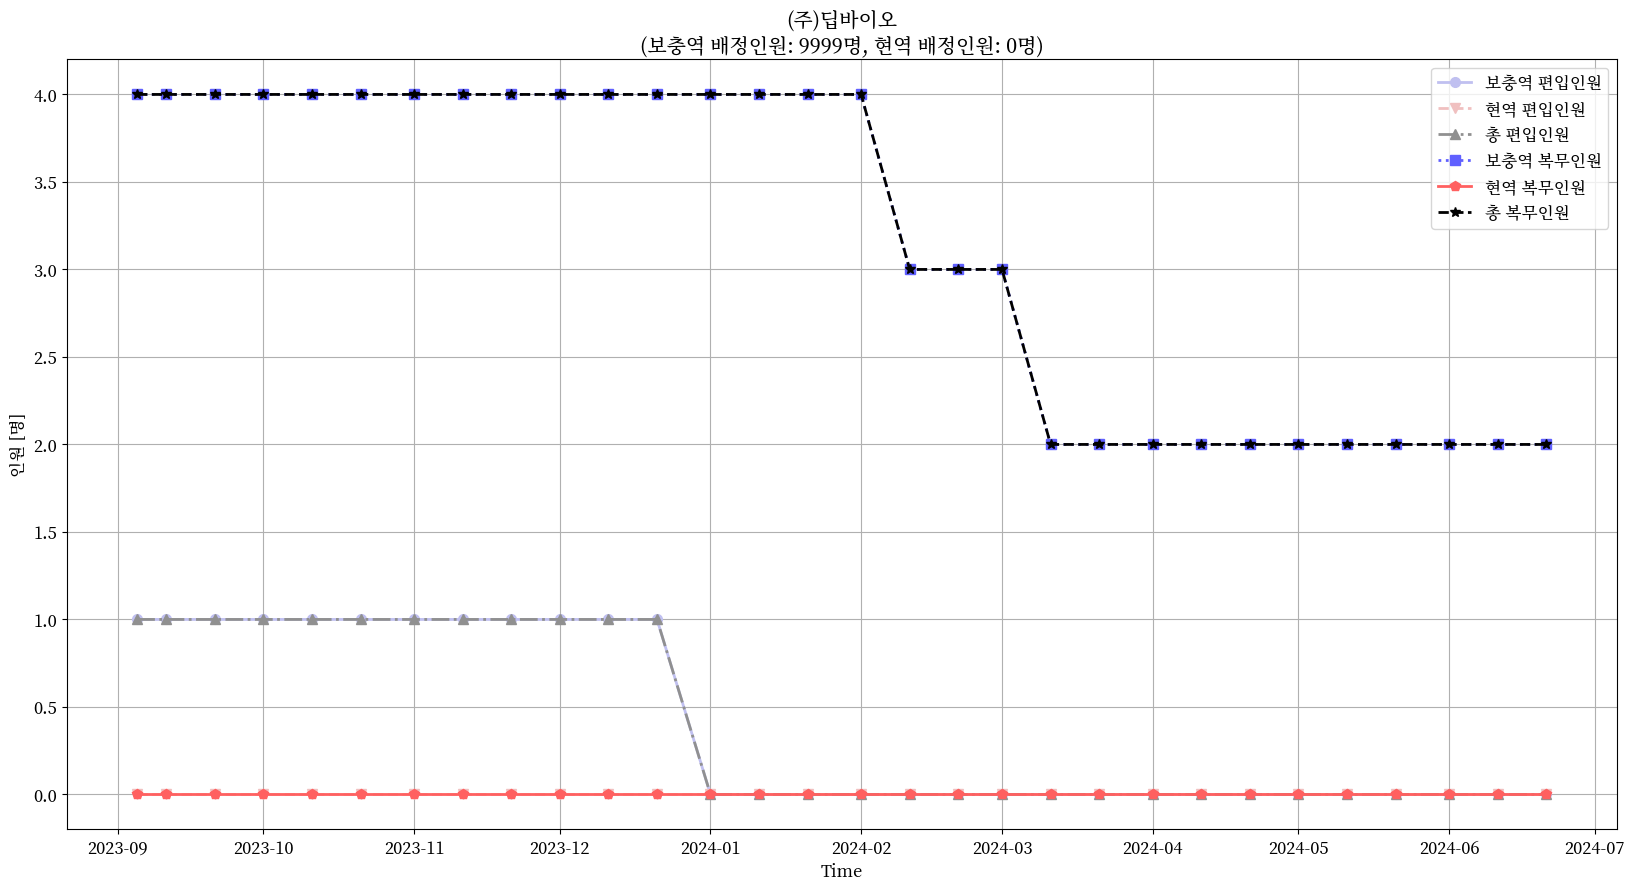 (주)딥바이오
(보충역 배정인원: 9999명, 현역 배정인원: 0명)
보충역 편입인원
현역 편입인원
총 편입인원
보충역 복무인원
현역 복무인원
총 복무인원
4.0
3.5
3.0
2.5
2.0
1.5
1.0
0.5
0.0
인원 [명]
2023-09 2023-10 2023-11 2023-12 2024-01 2024-02 2024-03 2024-04 2024-05 2024-06 2024-07
Time